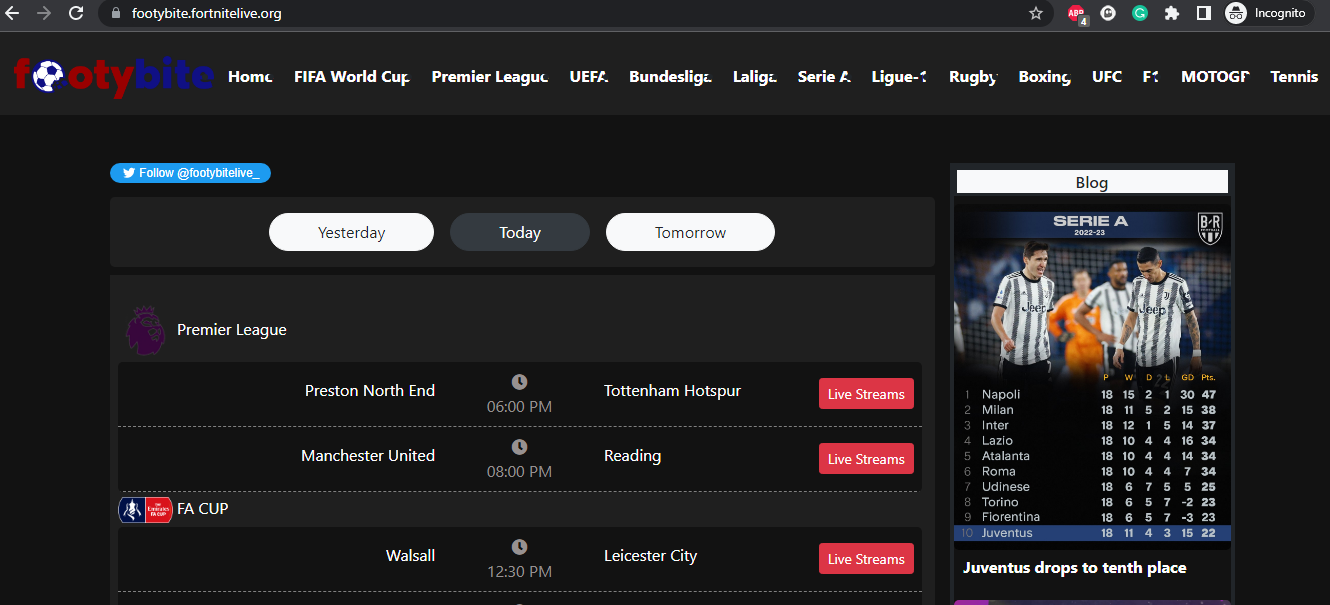 footybite.fortnitelive.org
ABP
4
Incognito
footybite
Home FIFA World Cup Premier League UEFA Bundesliga Laliga Serie A Ligue-1 Rugby Boxing UFC F1 MOTOGP Tennis
Follow @footybitelive_
Yesterday Today Tomorrow
Premier League
Preston North End 06:00 PM Tottenham Hotspur Live Streams
Manchester United 08:00 PM Reading Live Streams
FA CUP
Walsall 12:30 PM Leicester City Live Streams
Blog
SERIE A
2022-23
B/R
Jeep Jeep
P W D L GD Pts.
1 Napoli 18 15 2 1 30 47
2 Milan 18 11 5 2 15 38
3 Inter 18 12 1 5 14 37
4 Lazio 18 10 4 4 16 34
5 Atalanta 18 10 4 4 14 34
6 Roma 18 10 4 4 7 34
7 Udinese 18 6 7 5 5 25
8 Torino 18 6 5 7 -2 23
9 Fiorentina 18 6 5 7 -3 23
10 Juventus 18 11 4 3 15 22
Juventus drops to tenth place